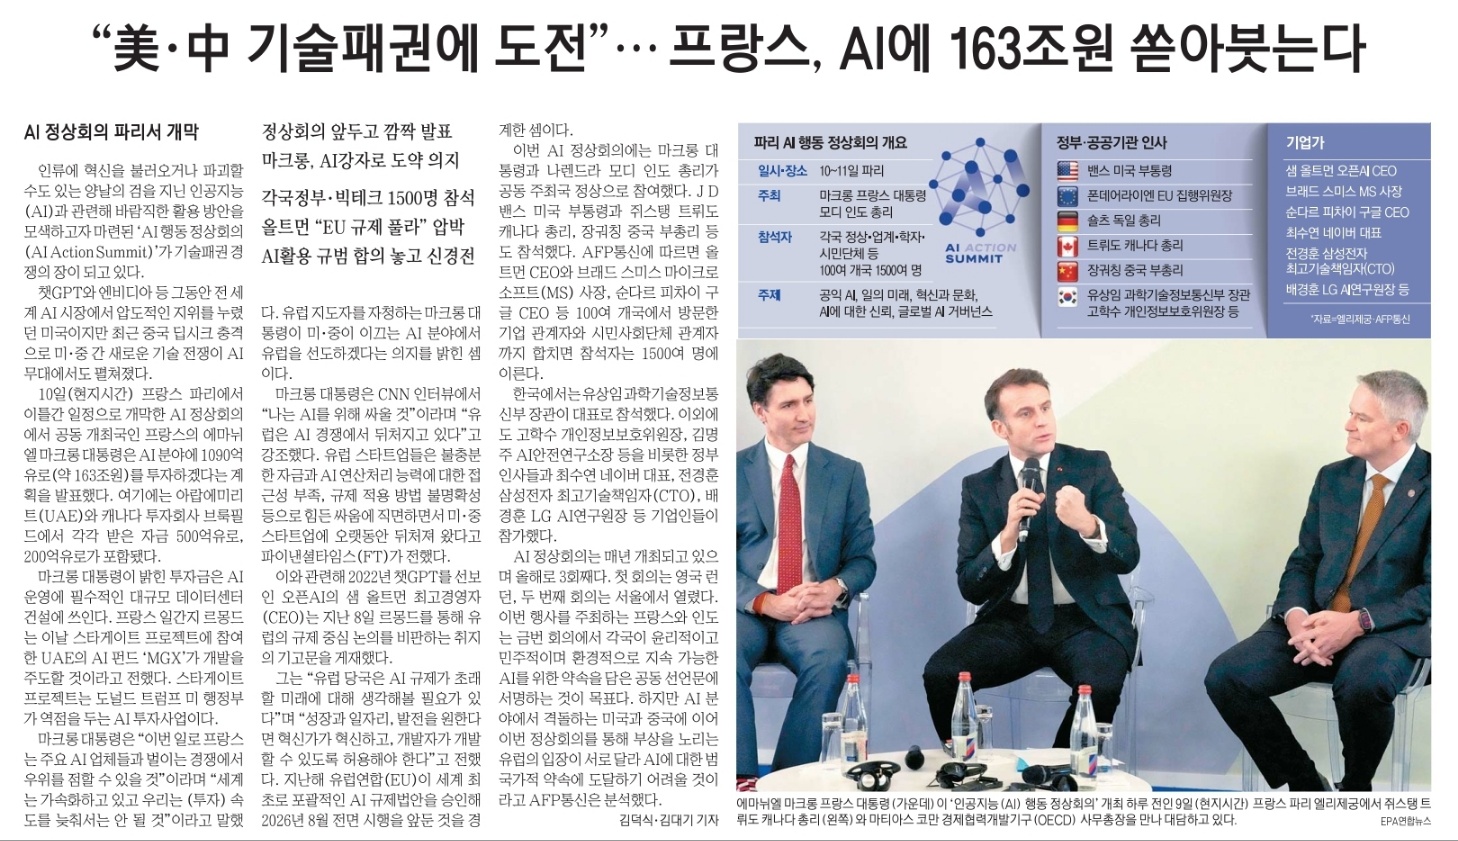 “美·中 기술패권에 도전”… 프랑스, AI에 163조원 쏟아붓는다
AI 정상회의 파리서 개막
인류에 혁신을 불러오거나 파괴할
수도 있는 양날의 검을 지닌 인공지능
(AI)과 관련해 바람직한 활용 방안을
모색하고자 마련된 ‘AI 행동 정상회의
(AI Action Summit)’가 기술패권 경
쟁의 장이 되고 있다.
챗GPT와 엔비디아 등 그동안 전 세
계 AI 시장에서 압도적인 지위를 누렸
던 미국이지만 최근 중국 딥시크 충격
으로 미·중 간 새로운 기술 전쟁이 AI
무대에서도 펼쳐졌다.
10일(현지시간) 프랑스 파리에서
이틀간 일정으로 개막한 AI 정상회의
에서 공동 개최국인 프랑스의 에마뉘
엘 마크롱 대통령은 AI 분야에 1090억
유로(약 163조원)를 투자하겠다는 계
획을 발표했다. 여기에는 아랍에미리
트(UAE)와 캐나다 투자회사 브룩필
드에서 각각 받은 자금 500억유로,
200억유로가 포함됐다.
마크롱 대통령이 밝힌 투자금은 AI
운영에 필수적인 대규모 데이터센터
건설에 쓰인다. 프랑스 일간지 르몽드
는 이날 스타게이트 프로젝트에 참여
한 UAE의 AI 펀드 ‘MGX’가 개발을
주도할 것이라고 전했다. 스타게이트
프로젝트는 도널드 트럼프 미 행정부
가 역점을 두는 AI 투자사업이다.
마크롱 대통령은 “이번 일로 프랑스
는 주요 AI 업체들과 벌이는 경쟁에서
우위를 점할 수 있을 것”이라며 “세계
는 가속화하고 있고 우리는 (투자) 속
도를 늦춰서는 안 될 것”이라고 말했
정상회의 앞두고 깜짝 발표
마크롱, AI강자로 도약 의지
각국정부·빅테크 1500명 참석
올트먼 “EU 규제 풀라” 압박
AI활용 규범 합의 놓고 신경전
다. 유럽 지도자를 자청하는 마크롱 대
통령이 미·중이 이끄는 AI 분야에서
유럽을 선도하겠다는 의지를 밝힌 셈
이다.
마크롱 대통령은 CNN 인터뷰에서
“나는 AI를 위해 싸울 것”이라며 “유
럽은 AI 경쟁에서 뒤처지고 있다”고
강조했다. 유럽 스타트업들은 불충분
한 자금과 AI 연산처리 능력에 대한 접
근성 부족, 규제 적용 방법 불명확성
등으로 힘든 싸움에 직면하면서 미·중
스타트업에 오랫동안 뒤처져 왔다고
파이낸셜타임스(FT)가 전했다.
이와 관련해 2022년 챗GPT를 선보
인 오픈AI의 샘 올트먼 최고경영자
(CEO)는 지난 8일 르몽드를 통해 유
럽의 규제 중심 논의를 비판하는 취지
의 기고문을 게재했다.
그는 “유럽 당국은 AI 규제가 초래
할 미래에 대해 생각해볼 필요가 있
다”며 “성장과 일자리, 발전을 원한다
면 혁신가가 혁신하고, 개발자가 개발
할 수 있도록 허용해야 한다”고 전했
다. 지난해 유럽연합(EU)이 세계 최
초로 포괄적인 AI 규제법안을 승인해
2026년 8월 전면 시행을 앞둔 것을 경
계한 셈이다.
이번 AI 정상회의에는 마크롱 대
통령과 나렌드라 모디 인도 총리가
공동 주최국 정상으로 참여했다. J D
밴스 미국 부통령과 쥐스탱 트뤼도
캐나다 총리, 장궈칭 중국 부총리 등
도 참석했다. AFP통신에 따르면 올
트먼 CEO와 브래드 스미스 마이크로
소프트(MS) 사장, 순다르 피차이 구
글 CEO 등 100여 개국에서 방문한
기업 관계자와 시민사회단체 관계자
까지 합치면 참석자는 1500여 명에
이른다.
한국에서는 유상임 과학기술정보통
신부 장관이 대표로 참석했다. 이외에
도 고학수 개인정보보호위원장, 김명
주 AI안전연구소장 등을 비롯한 정부
인사들과 최수연 네이버 대표, 전경훈
삼성전자 최고기술책임자(CTO), 배
경훈 LG AI연구원장 등 기업인들이
참가했다.
AI 정상회의는 매년 개최되고 있으
며 올해로 3회째다. 첫 회의는 영국 런
던, 두 번째 회의는 서울에서 열렸다.
이번 행사를 주최하는 프랑스와 인도
는 금번 회의에서 각국이 윤리적이고
민주적이며 환경적으로 지속 가능한
AI를 위한 약속을 담은 공동 선언문에
서명하는 것이 목표다. 하지만 AI 분
야에서 격돌하는 미국과 중국에 이어
이번 정상회의를 통해 부상을 노리는
유럽의 입장이 서로 달라 AI에 대한 범
국가적 약속에 도달하기 어려울 것이
라고 AFP통신은 분석했다.
김덕식·김대기 기자
파리 AI 행동 정상회의 개요
일시·장소 10~11일 파리
주최 마크롱 프랑스 대통령
모디 인도 총리
참석자 각국 정상·업계·학자·
시민단체 등
100여 개국 1500여 명
주제 공익 AI, 일의 미래, 혁신과 문화,
AI에 대한 신뢰, 글로벌 AI 거버넌스
AI ACTION
SUMMIT
정부·공공기관 인사
밴스 미국 부통령
폰데어라이엔 EU 집행위원장
숄츠 독일 총리
트뤼도 캐나다 총리
장궈칭 중국 부총리
유상임 과학기술정보통신부 장관
고학수 개인정보보호위원장 등
기업가
샘 올트먼 오픈AI CEO
브래드 스미스 MS 사장
순다르 피차이 구글 CEO
최수연 네이버 대표
전경훈 삼성전자
최고기술책임자(CTO)
배경훈 LG AI연구원장 등
*자료=엘리제궁·AFP통신
에마뉘엘 마크롱 프랑스 대통령(가운데)이 ‘인공지능(AI) 행동 정상회의’ 개최 하루 전인 9일(현지시간) 프랑스 파리 엘리제궁에서 쥐스탱 트
뤼도 캐나다 총리(왼쪽)와 마티아스 코만 경제협력개발기구(OECD) 사무총장을 만나 대담하고 있다.
EPA연합뉴스